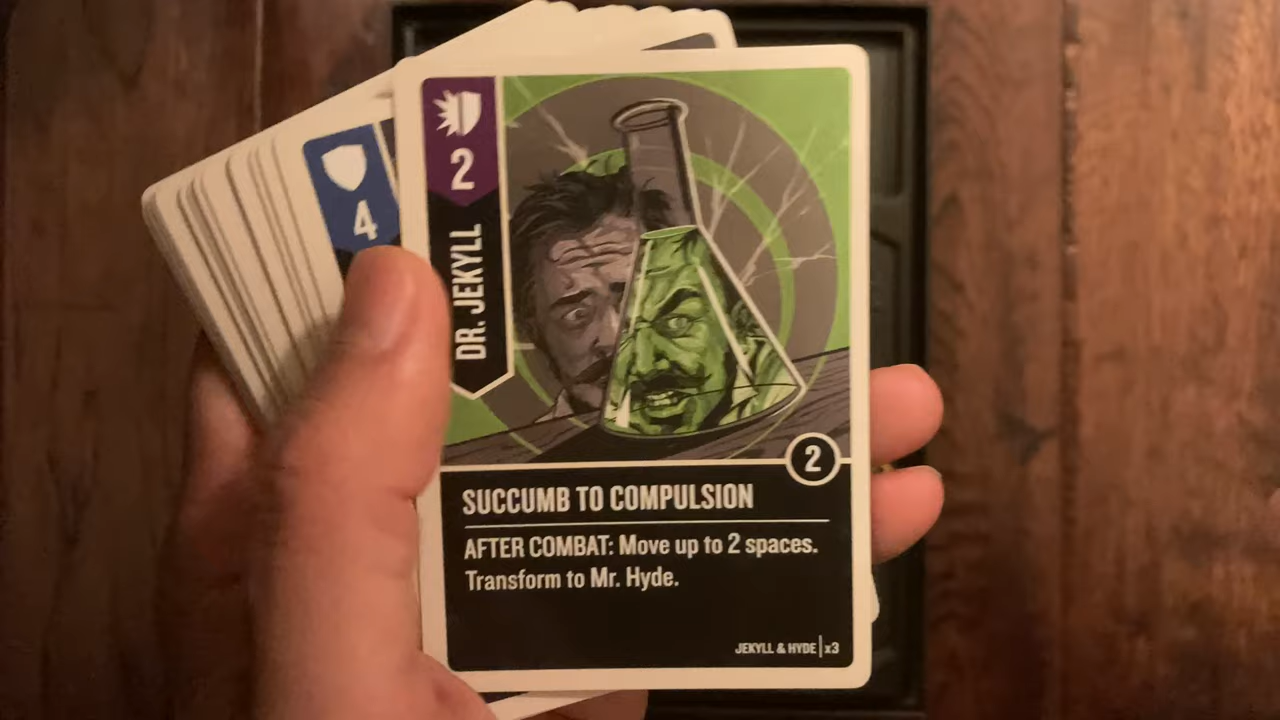 2
4
DR. JEKYLL
2
SUCCUMB TO COMPULSION
AFTER COMBAT: Move up to 2 spaces.
Transform to Mr. Hyde.
JEKYLL & HYDE | x3